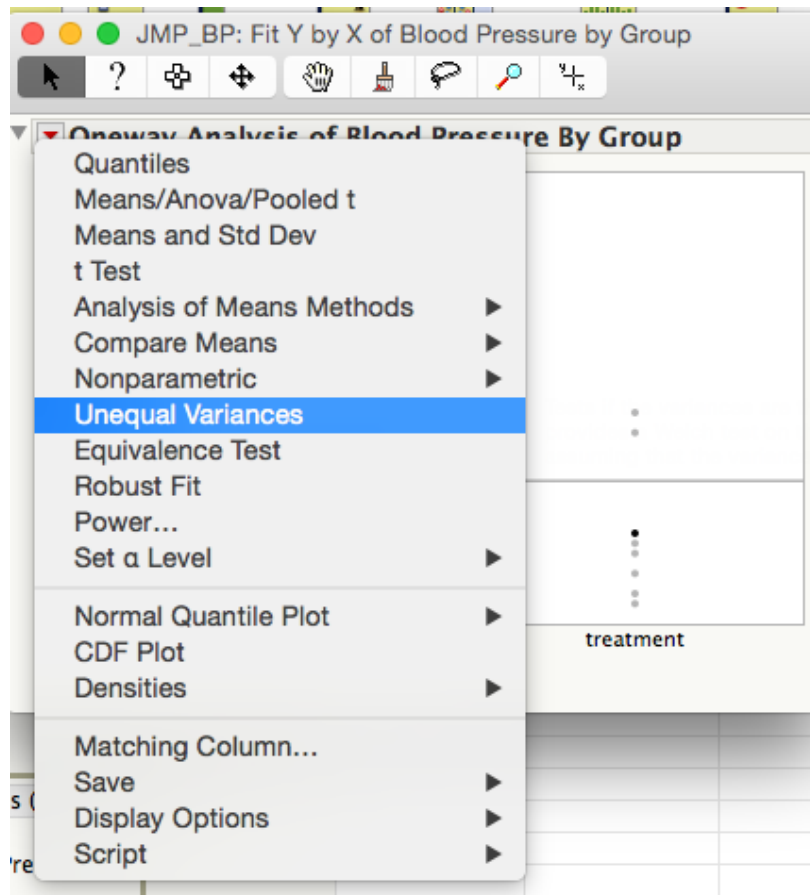 JMP_BP: Fit Y by X of Blood Pressure by Group
?
Oneway Analysis of Blood Pressure By Group
Quantiles
Means/Anova/Pooled t
Means and Std Dev
t Test
Analysis of Means Methods
Compare Means
Nonparametric
Unequal Variances
Equivalence Test
Robust Fit
Power...
Set α Level
Normal Quantile Plot
CDF Plot
Densities
treatment
Matching Column...
Save
Display Options
Script